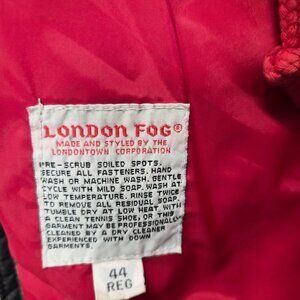 LONDON FOG®
MADE AND STYLED BY THE
LONDONTOWN CORPORATION
PRE-SCRUB SOILED SPOTS.
SECURE ALL FASTENERS. HAND
WASH OR MACHINE WASH. GENTLE
CYCLE WITH MILD SOAP. WASH AT
LOW TEMPERATURE. RINSE TWICE
TO REMOVE ALL RESIDUAL SOAP.
TUMBLE DRY AT LOW HEAT WITH
A CLEAN TENNIS SHOE, OR THIS
GARMENT MAY BE PROFESSIONALLY
CLEANED BY A DRY CLEANER
EXPERIENCED WITH DOWN
GARMENTS.
44
REG